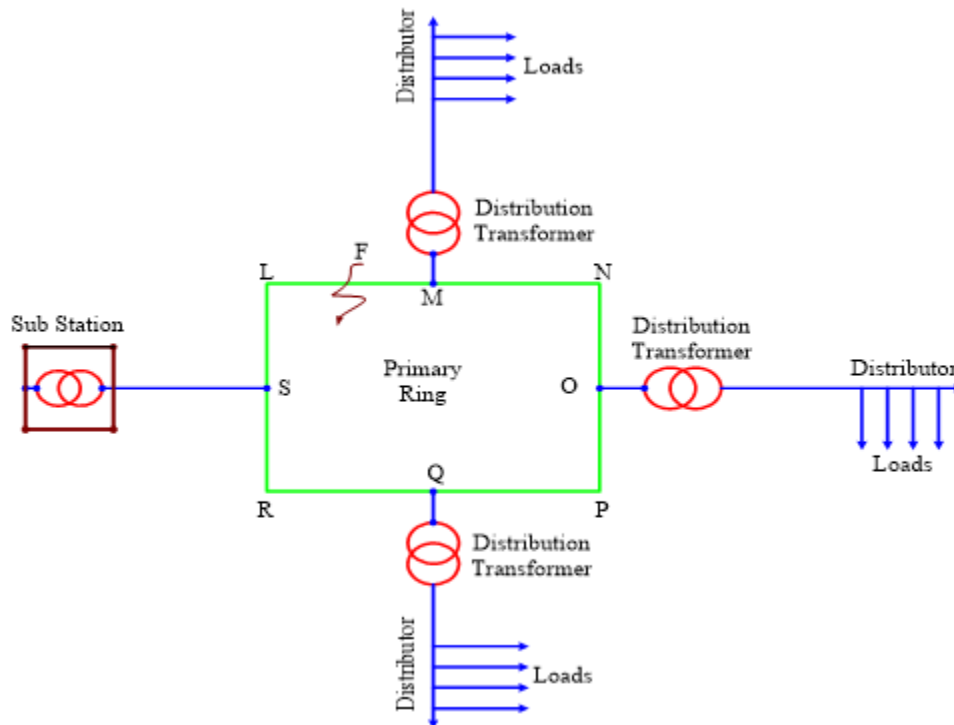 Distributor
Loads
Distribution
Transformer
F
L
N
M
Sub Station
Distribution
Transformer
Primary
Ring
Distributor
S
O
Loads
Q
R
P
Distribution
Transformer
Distributor
Loads